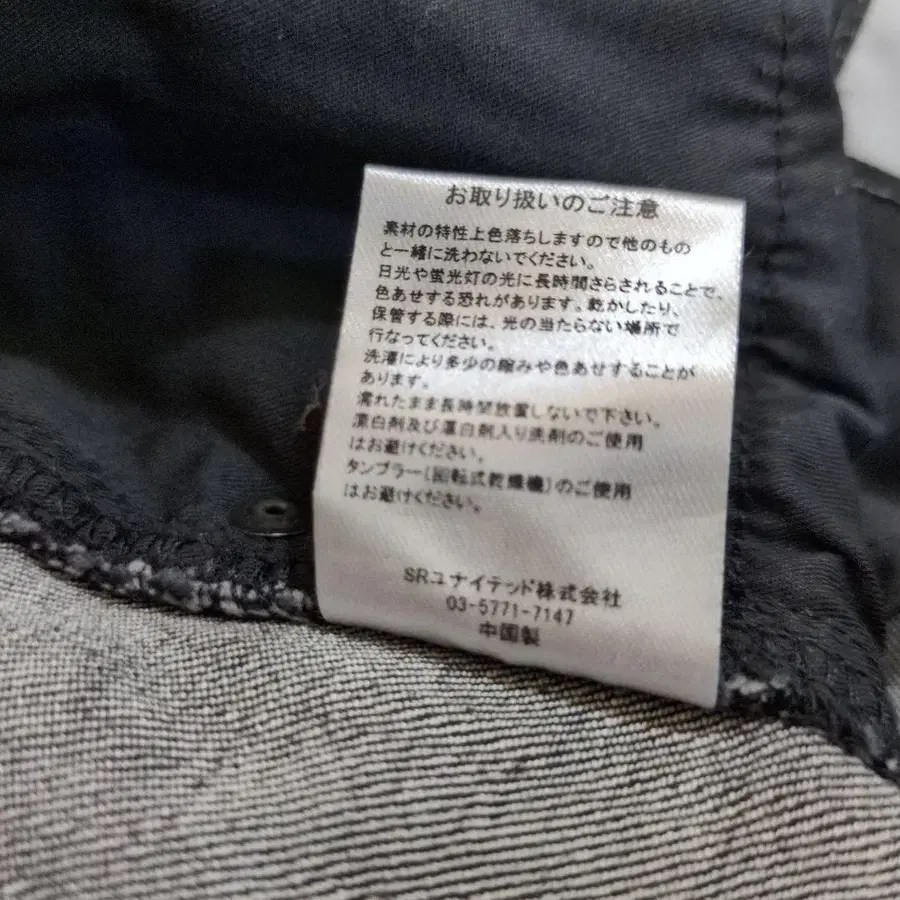 お取り扱いのご注意
素材の特性上色落ちしますので他のもの
と一緒に洗わないでください。
日光や蛍光灯の光に長時間さらされることで、
色あせする恐れがあります。乾かしたり、
保管する際には、光の当たらない場所で
行なってください。
洗濯により多少の縮みや色あせすることが
あります。
濡れたまま長時間放置しないで下さい。
漂白剤及び蛍白剤入り洗剤のご使用
はお避けください。
タンブラー(回転式乾燥機)のご使用
はお避けください。
SRユナイテッド株式会社
03-5771-7147
中国製